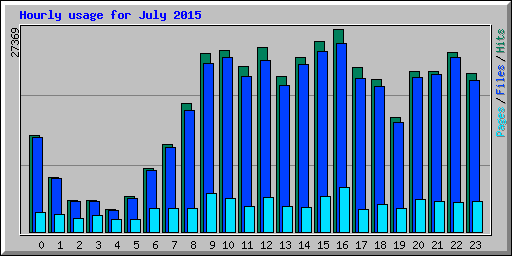 Hourly usage for July 2015
27369
Pages/Files/Hits
0 1 2 3 4 5 6 7 8 9 10 11 12 13 14 15 16 17 18 19 20 21 22 23